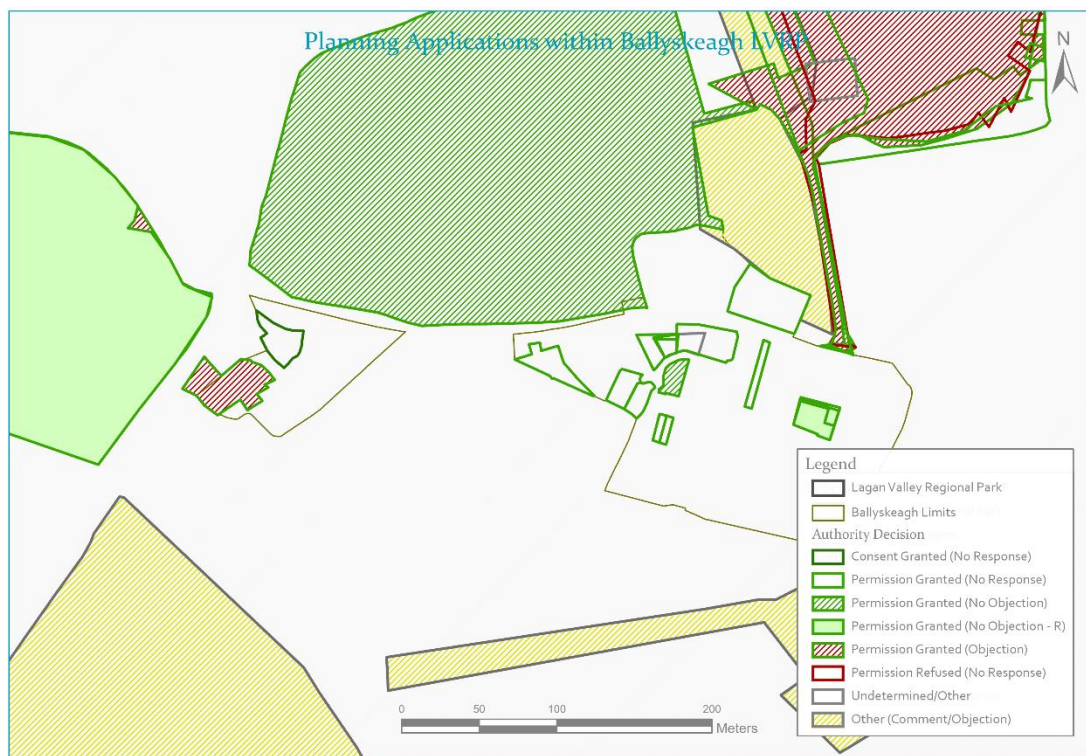 Planning Applications within Ballyskeagh LVRP
N
Legend
Lagan Valley Regional Park
Ballyskeagh Limits
Authority Decision
Consent Granted (No Response)
Permission Granted (No Response)
Permission Granted (No Objection)
Permission Granted (No Objection - R)
Permission Granted (Objection)
Permission Refused (No Response)
Undetermined/Other
Other (Comment/Objection)
0 50 100 200
Meters